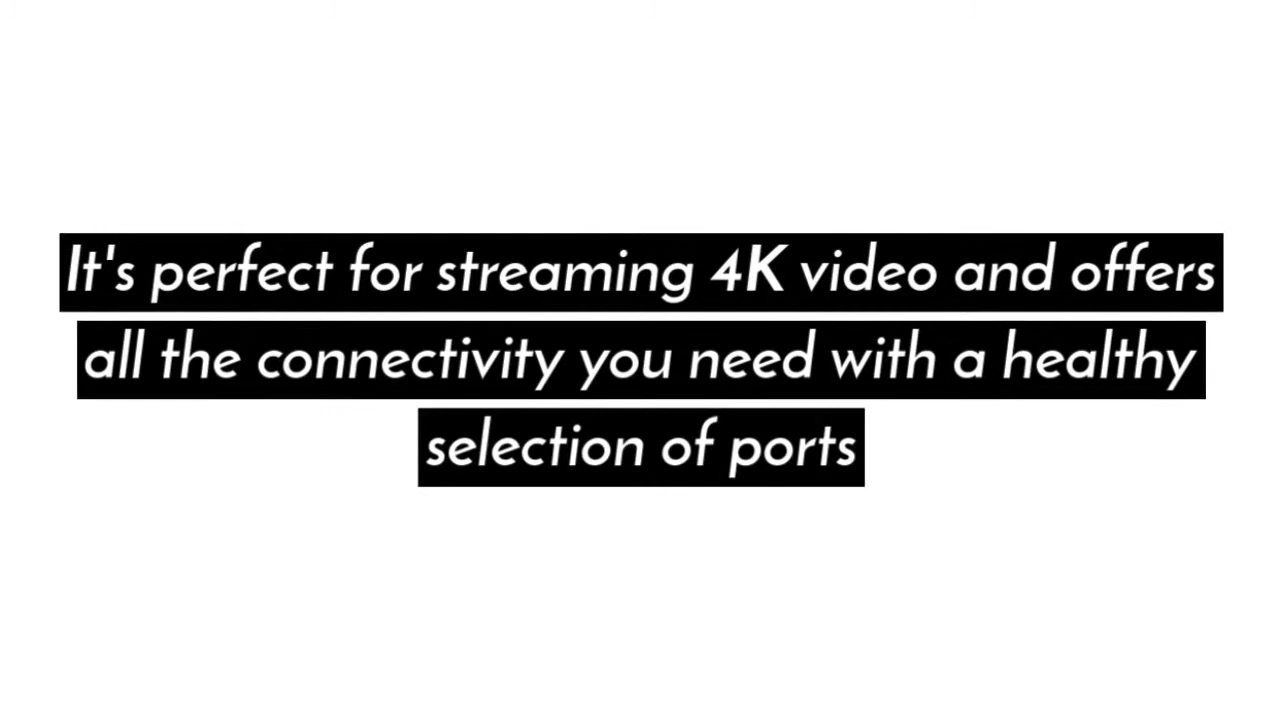 It's perfect for streaming 4K video and offers
all the connectivity you need with a healthy
selection of ports